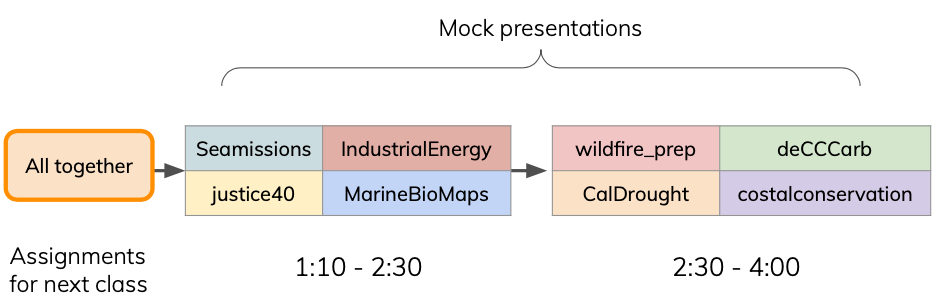 Mock presentations
All together
Seamissions
IndustrialEnergy
wildfire_prep
deCCCarb
justice40
MarineBioMaps
CalDrought
costalconservation
Assignments
for next class
1:10 - 2:30
2:30 - 4:00